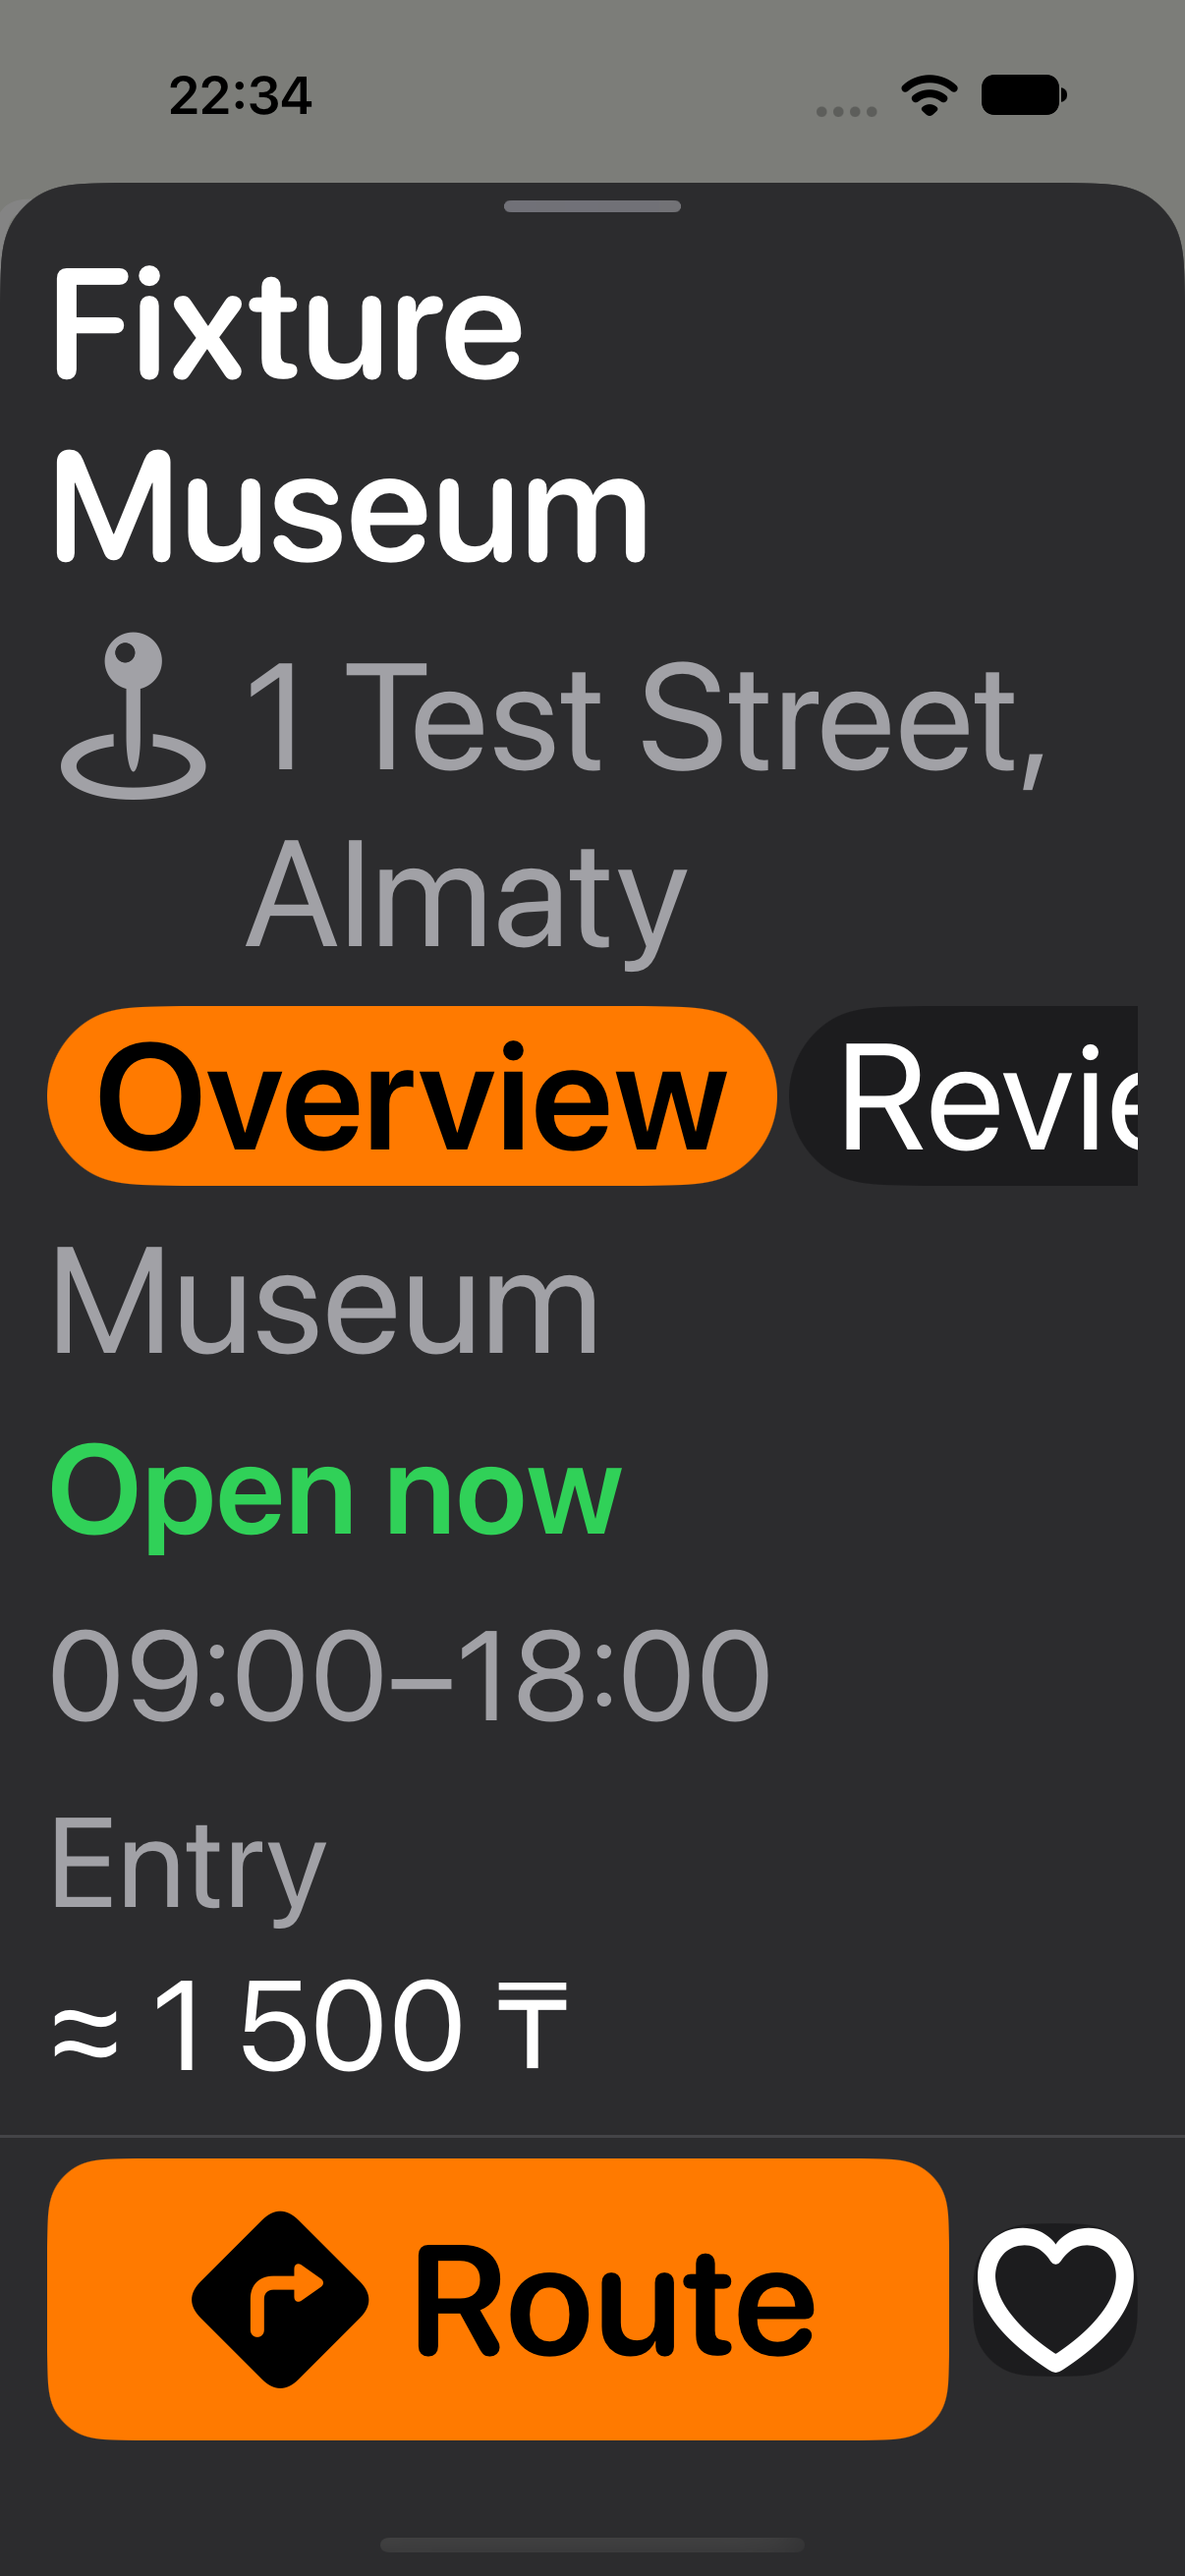 22:34
Fixture
Museum
1 Test Street,
Almaty
Overview Revie
Museum
Open now
09:00–18:00
Entry
≈ 1 500 ₸
Route